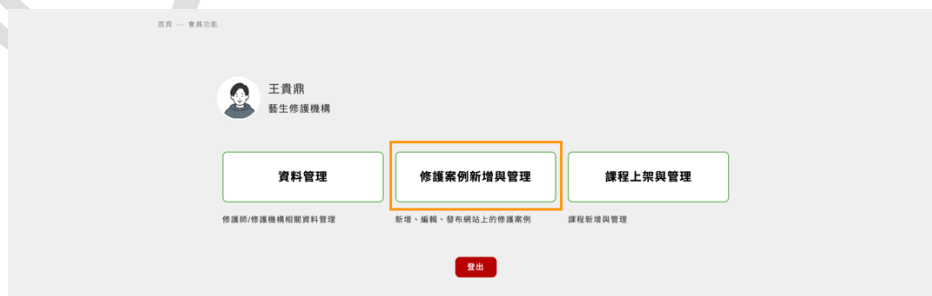 首頁 — 會員功能
王貴鼎
藝生修護機構
資料管理
修護案例新增與管理
課程上架與管理
修護師/修護機構相關資料管理
新增、編輯、發布網站上的修護案例
課程新增與管理
登出